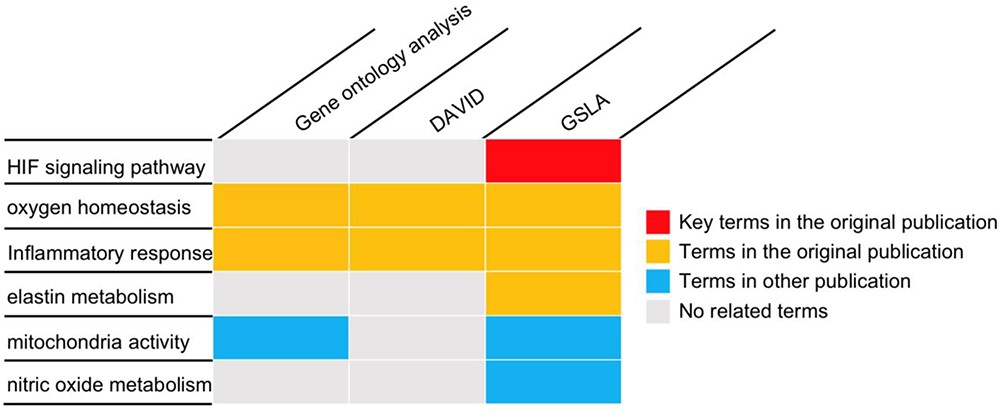 Gene ontology analysis
DAVID
GSLA
HIF signaling pathway
oxygen homeostasis
Inflammatory response
elastin metabolism
mitochondria activity
nitric oxide metabolism
Key terms in the original publication
Terms in the original publication
Terms in other publication
No related terms